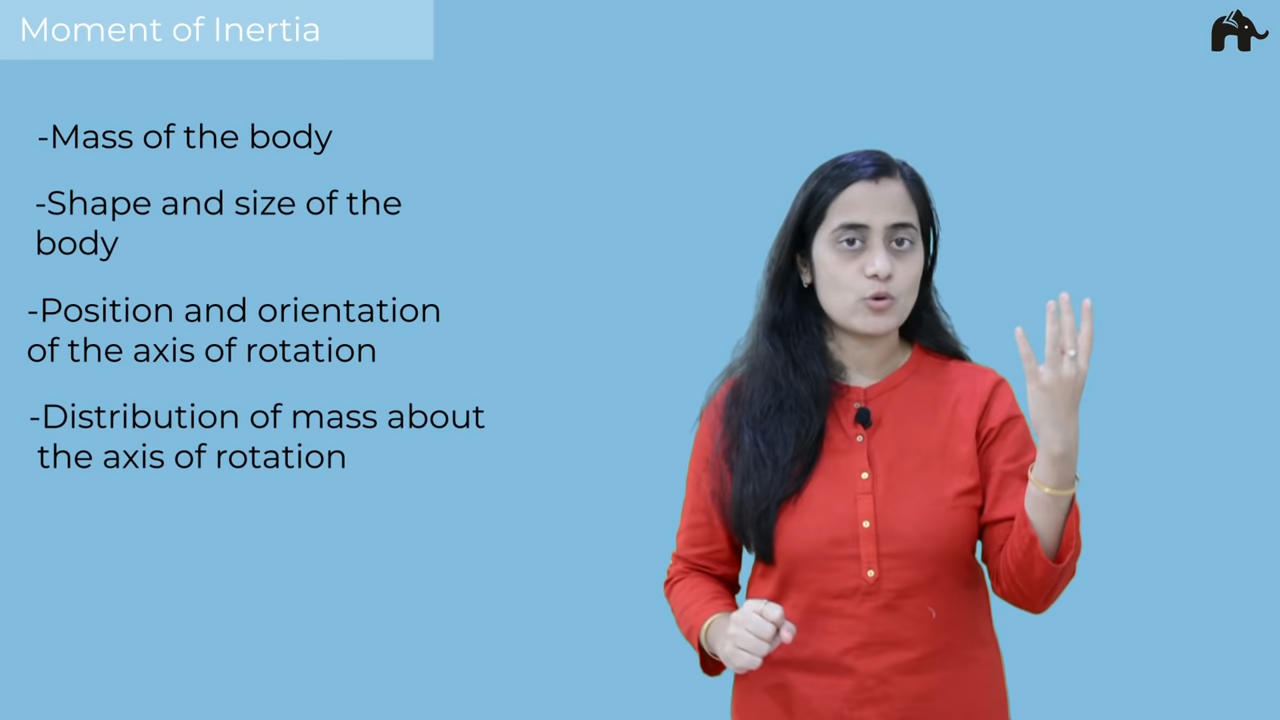 Moment of Inertia
-Mass of the body
-Shape and size of the
body
-Position and orientation
of the axis of rotation
-Distribution of mass about
the axis of rotation